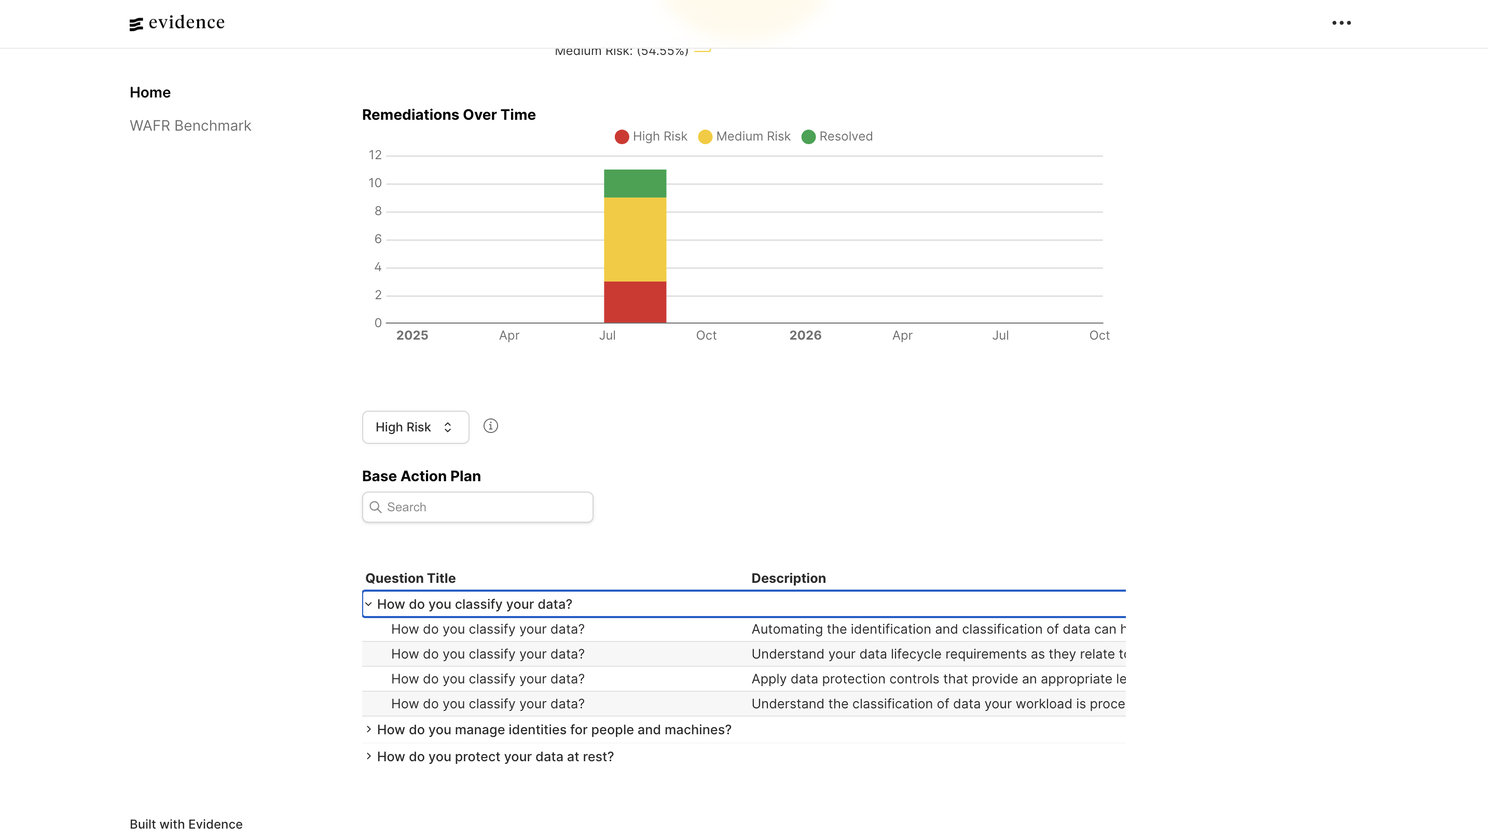 evidence
Medium Risk: (54.55%)
Home
WAFR Benchmark
Remediations Over Time
High Risk Medium Risk Resolved
12
10
8
6
4
2
0
2025 Apr Jul Oct 2026 Apr Jul Oct
High Risk
Base Action Plan
Search
Question Title Description
How do you classify your data?
How do you classify your data? Automating the identification and classification of data can h
How do you classify your data? Understand your data lifecycle requirements as they relate to
How do you classify your data? Apply data protection controls that provide an appropriate le
How do you classify your data? Understand the classification of data your workload is proce
How do you manage identities for people and machines?
How do you protect your data at rest?
Built with Evidence